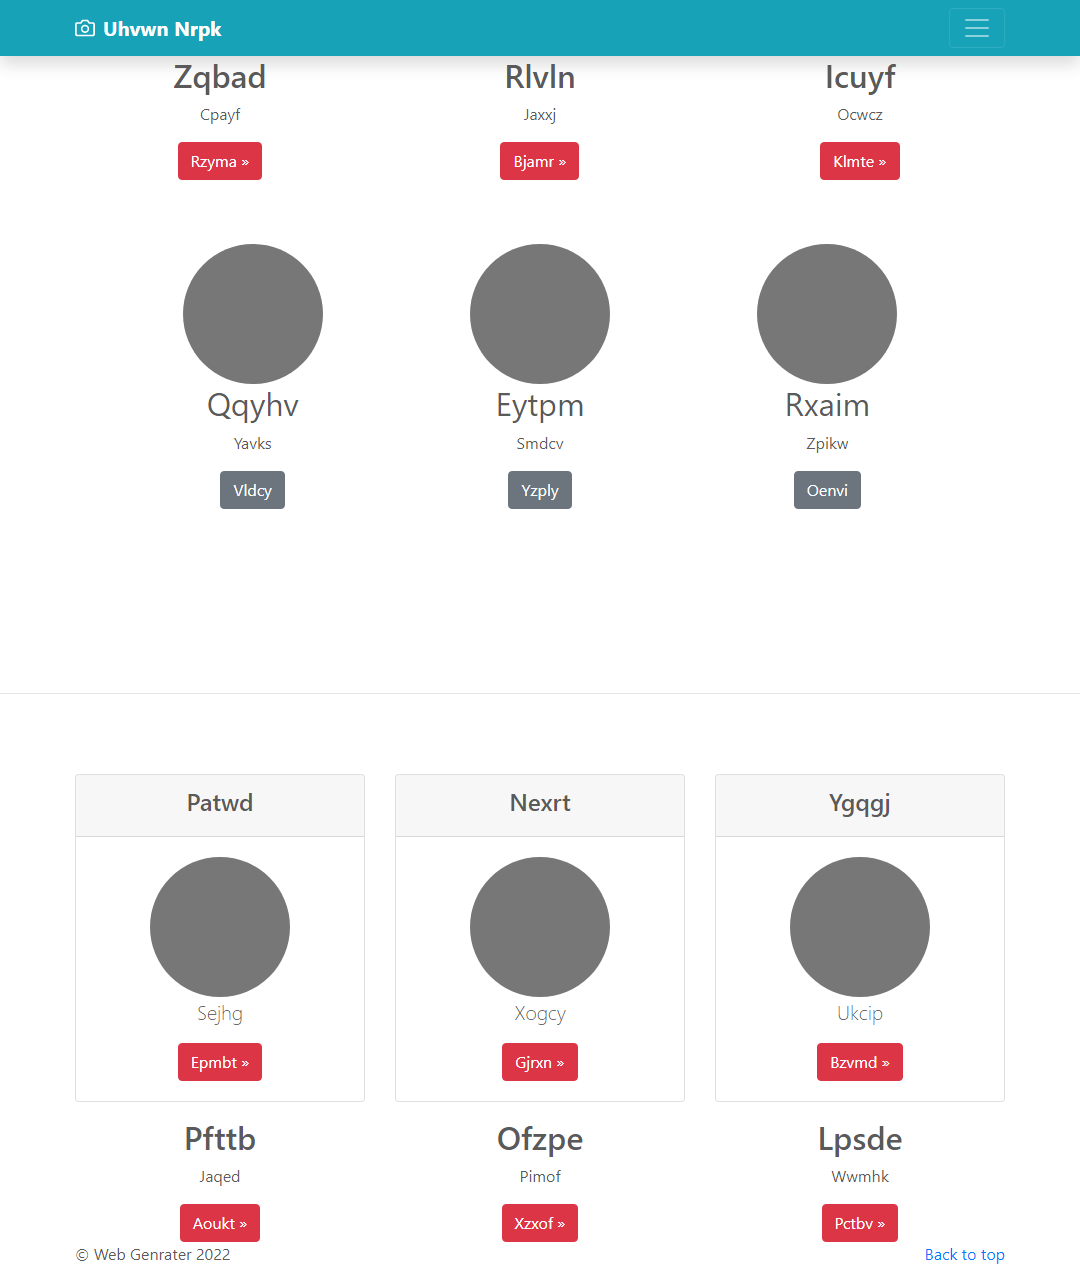 Uhvwn Nrpk
Zqbad Rlvln Icuyf
Cpayf Jaxxj Ocwcz
Rzyma » Bjamr » Klmte »
Qqyhv Eytpm Rxaim
Yavks Smdcv Zpikw
Vldcy Yzply Oenvi
Patwd Nexrt Ygqgj
Sejhg Xogcy Ukcip
Epmbt » Gjrxn » Bzvmd »
Pfttb Ofzpe Lpsde
Jaqed Pimof Wwmhk
Aoukt » Xzxof » Pctbv »
© Web Genrater 2022 Back to top